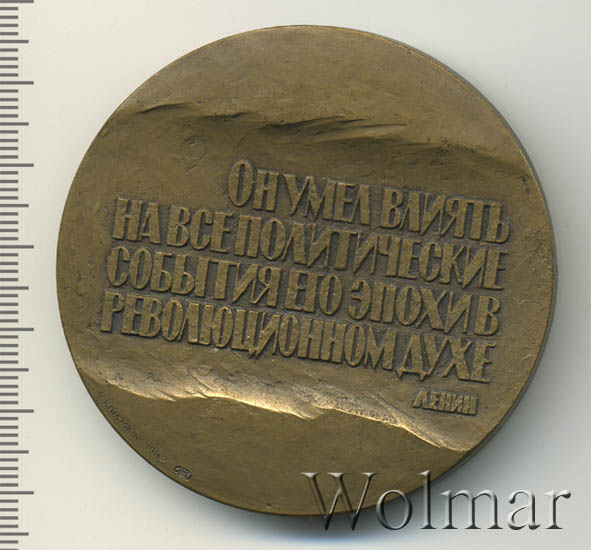 ОН УМЕЛ ВЛИЯТЬ
НА ВСЕ ПОЛИТИЧЕСКИЕ
СОБЫТИЯ ЕГО ЭПОХИ В
РЕВОЛЮЦИОННОМ ДУХЕ
ЛЕНИН
Wolmar